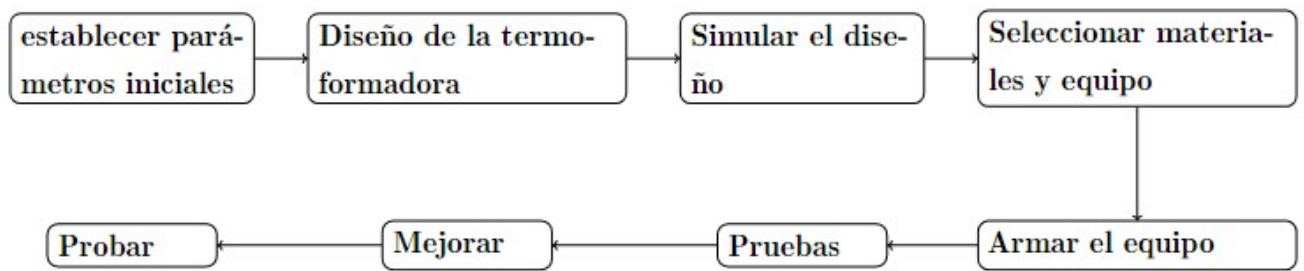 establecer pará-
metros iniciales
Diseño de la termo-
formadora
Simular el dise-
ño
Seleccionar materia-
les y equipo
Armar el equipo
Pruebas
Mejorar
Probar